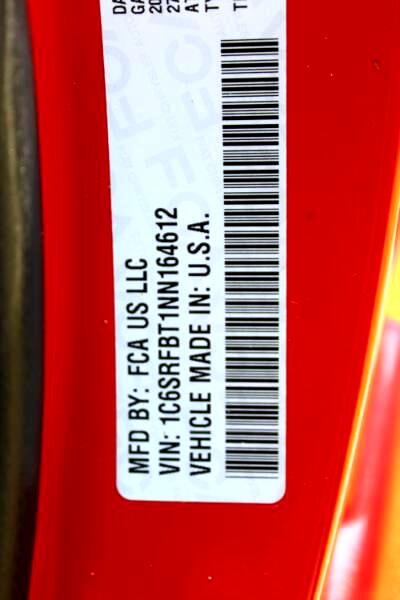 MFD BY: FCA US LLC
VIN: 1C6SRFBT1NN164612
VEHICLE MADE IN: U.S.A.